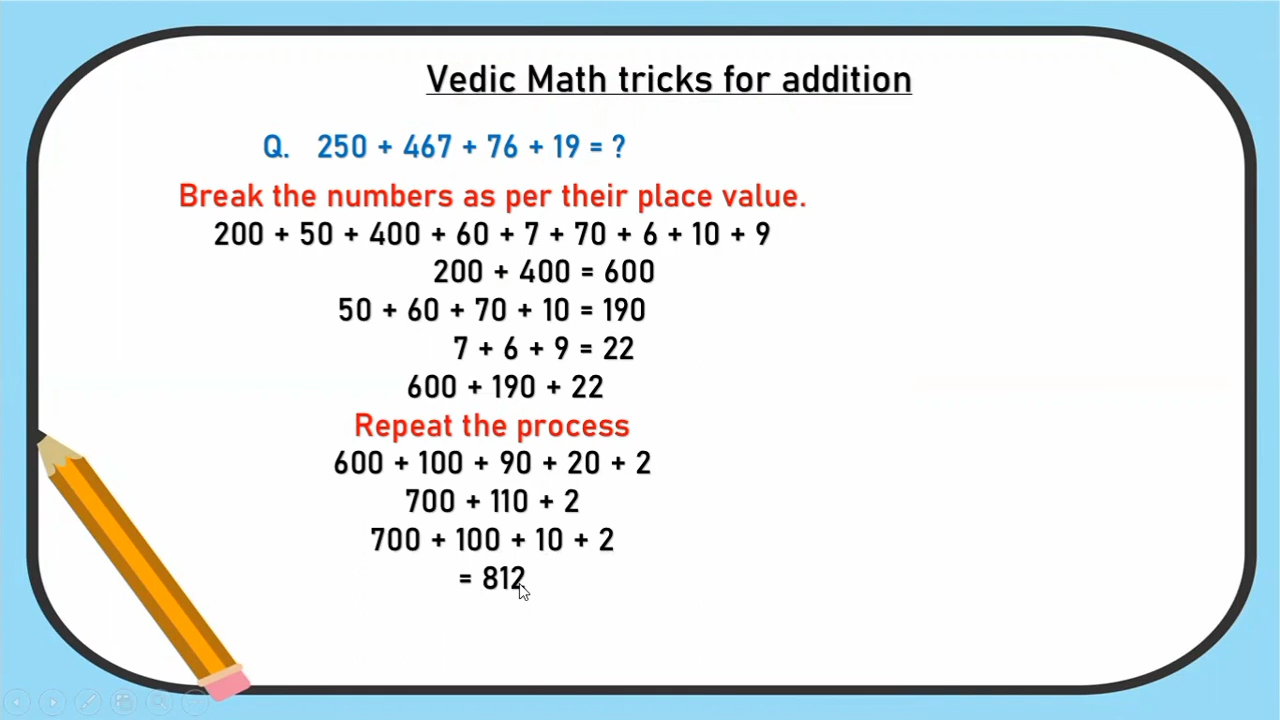 Vedic Math tricks for addition
Q. 250 + 467 + 76 + 19 = ?
Break the numbers as per their place value.
200 + 50 + 400 + 60 + 7 + 70 + 6 + 10 + 9
200 + 400 = 600
50 + 60 + 70 + 10 = 190
7 + 6 + 9 = 22
600 + 190 + 22
Repeat the process
600 + 100 + 90 + 20 + 2
700 + 110 + 2
700 + 100 + 10 + 2
= 812